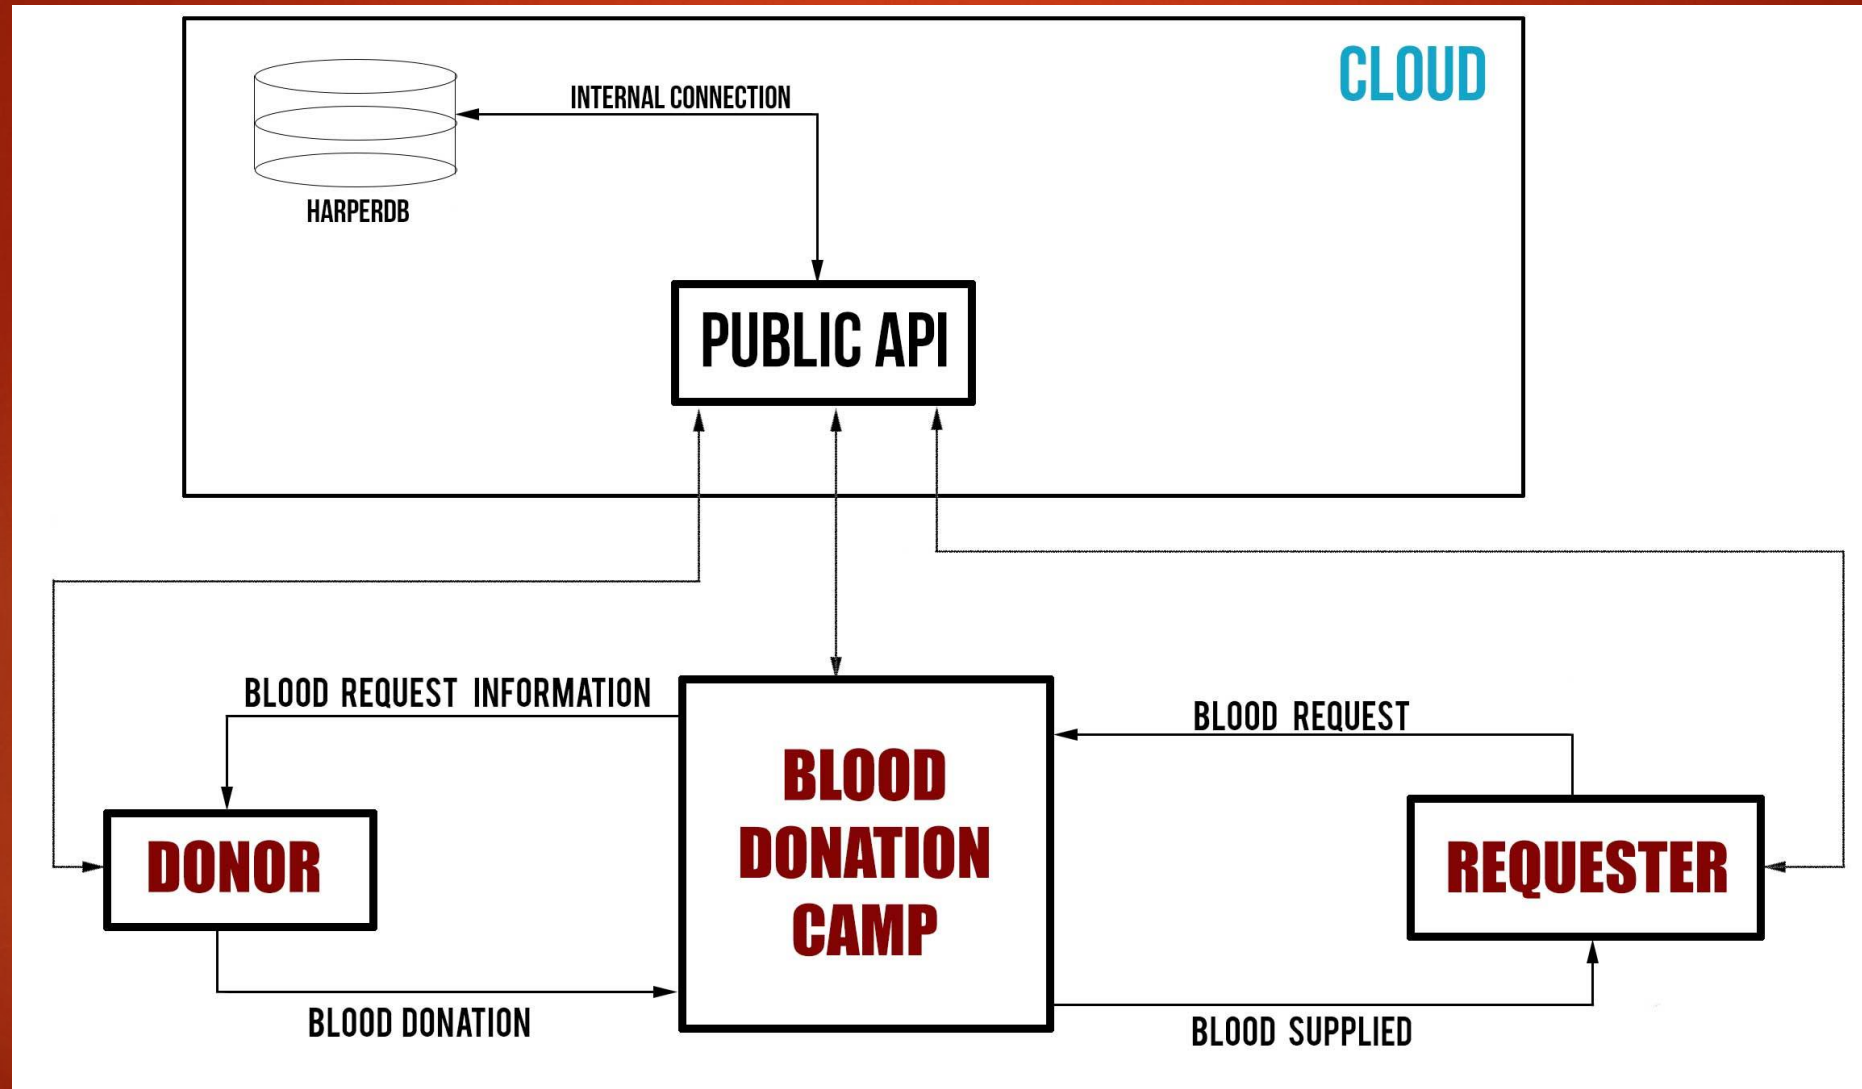 CLOUD
INTERNAL CONNECTION
HARPERDB
PUBLIC API
BLOOD REQUEST INFORMATION
BLOOD REQUEST
BLOOD
DONATION
CAMP
DONOR
REQUESTER
BLOOD DONATION
BLOOD SUPPLIED